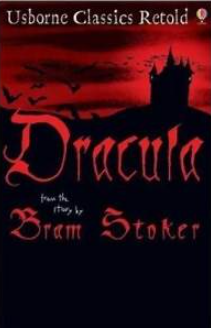 Usborne Classics Retold
Dracula
from the
story by
Bram Stoker